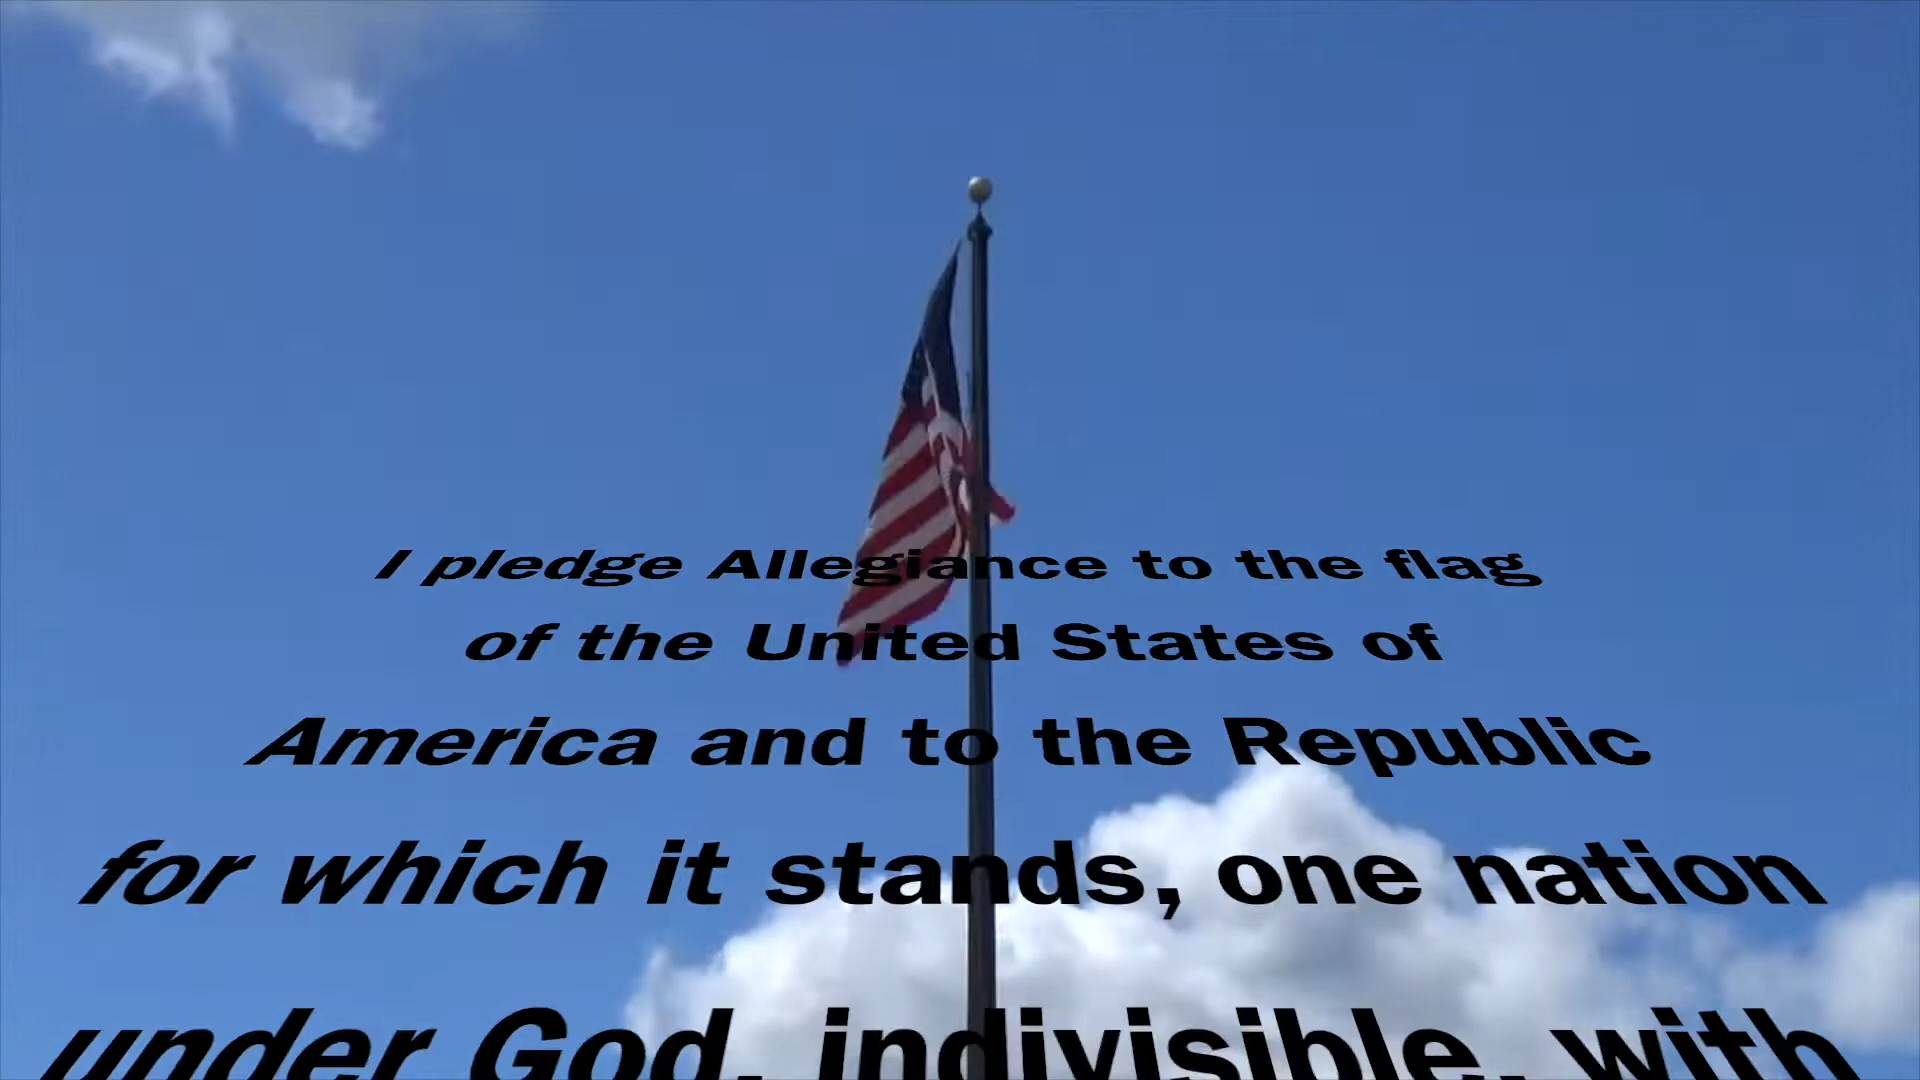 I pledge Allegiance to the flag
of the United States of
America and to the Republic
for which it stands, one nation
under God, indivisible, with